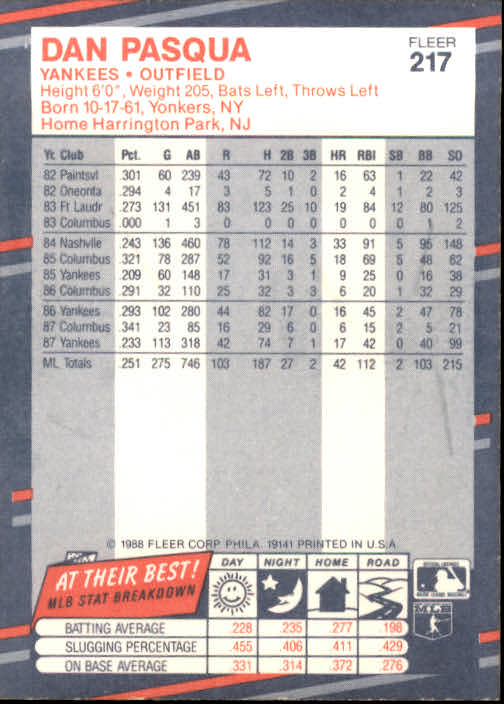 DAN PASQUA
FLEER
217
YANKEES • OUTFIELD
Height 6'0", Weight 205, Bats Left, Throws Left
Born 10-17-61, Yonkers, NY
Home Harrington Park, NJ
Yr. Club Pct. G AB R H 2B 3B HR RBI SB BB SO
82 Paintsvl .301 60 239 43 72 10 2 16 63 1 22 42
82 Oneonta .294 4 17 3 5 1 0 2 4 1 2 3
83 Ft Laudr .273 131 451 83 123 25 10 19 84 12 80 125
83 Columbus .000 1 3 0 0 0 0 0 0 0 1 2
84 Nashvlle .243 136 460 78 112 14 3 33 91 5 95 148
85 Columbus .321 78 287 52 92 16 5 18 69 5 48 62
85 Yankees .209 60 148 17 31 3 1 9 25 0 16 38
86 Columbus .291 32 110 25 32 3 3 6 20 1 32 29
86 Yankees .293 102 280 44 82 17 0 16 45 2 47 78
87 Columbus .341 23 85 16 29 6 0 6 15 2 5 21
87 Yankees .233 113 318 42 74 7 1 17 42 0 40 99
ML Totals .251 275 746 103 187 27 2 42 112 2 103 215
© 1988 FLEER CORP. PHILA. 19141 PRINTED IN U.S.A
AT THEIR BEST!
MLB STAT BREAKDOWN
DAY NIGHT HOME ROAD
BATTING AVERAGE .228 .235 .277 .198
SLUGGING PERCENTAGE .455 .406 .411 .429
ON BASE AVERAGE .331 .314 .372 .276